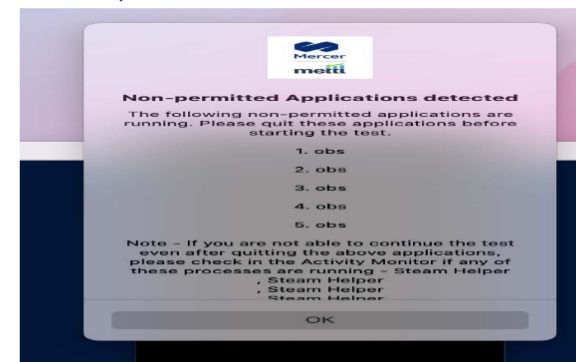 Mercer
mettl
Non-permitted Applications detected
The following non-permitted applications are
running. Please quit these applications before
starting the test.
1. obs
2. obs
3. obs
4. obs
5. obs
Note - If you are not able to continue the test
even after quitting the above applications,
please check in the Activity Monitor if any of
these processes are running - Steam Helper
, Steam Helper
, Steam Helper
, Steam Helper
OK